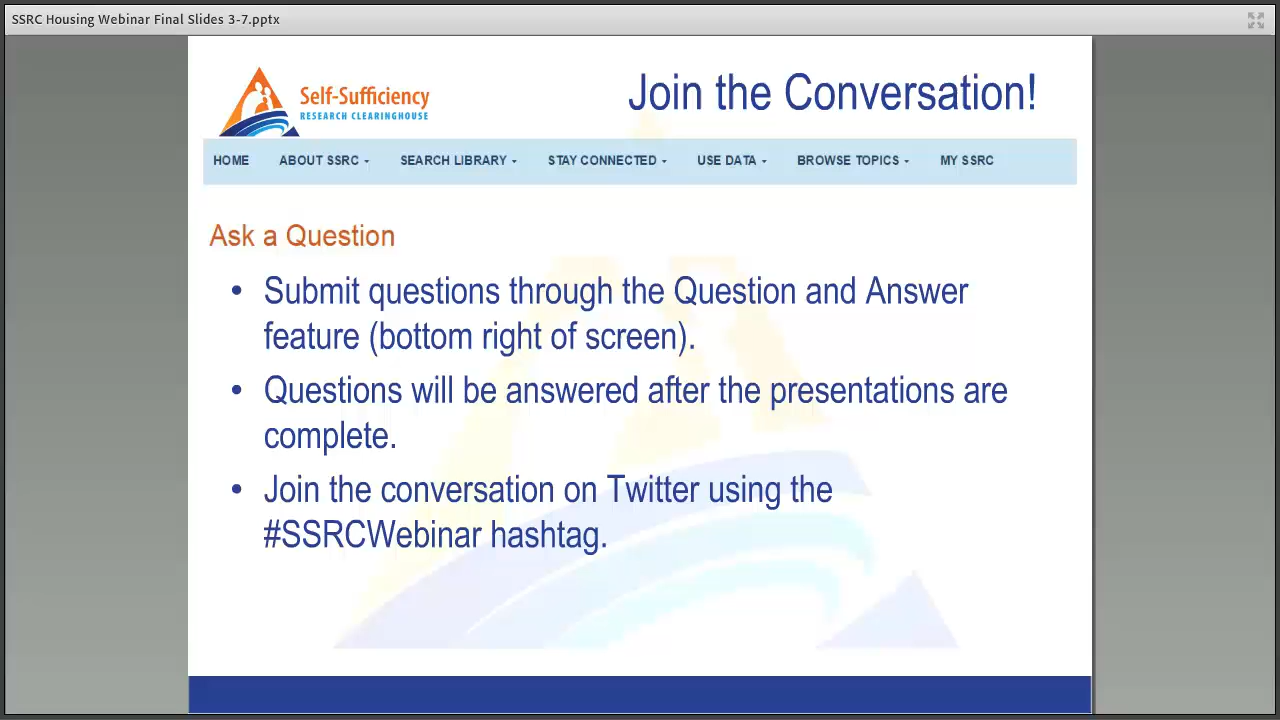 SSRC Housing Webinar Final Slides 3-7.pptx
Self-Sufficiency
RESEARCH CLEARINGHOUSE
Join the Conversation!
HOME ABOUT SSRC SEARCH LIBRARY STAY CONNECTED USE DATA BROWSE TOPICS MY SSRC
Ask a Question
• Submit questions through the Question and Answer
feature (bottom right of screen).
• Questions will be answered after the presentations are
complete.
• Join the conversation on Twitter using the
#SSRCWebinar hashtag.